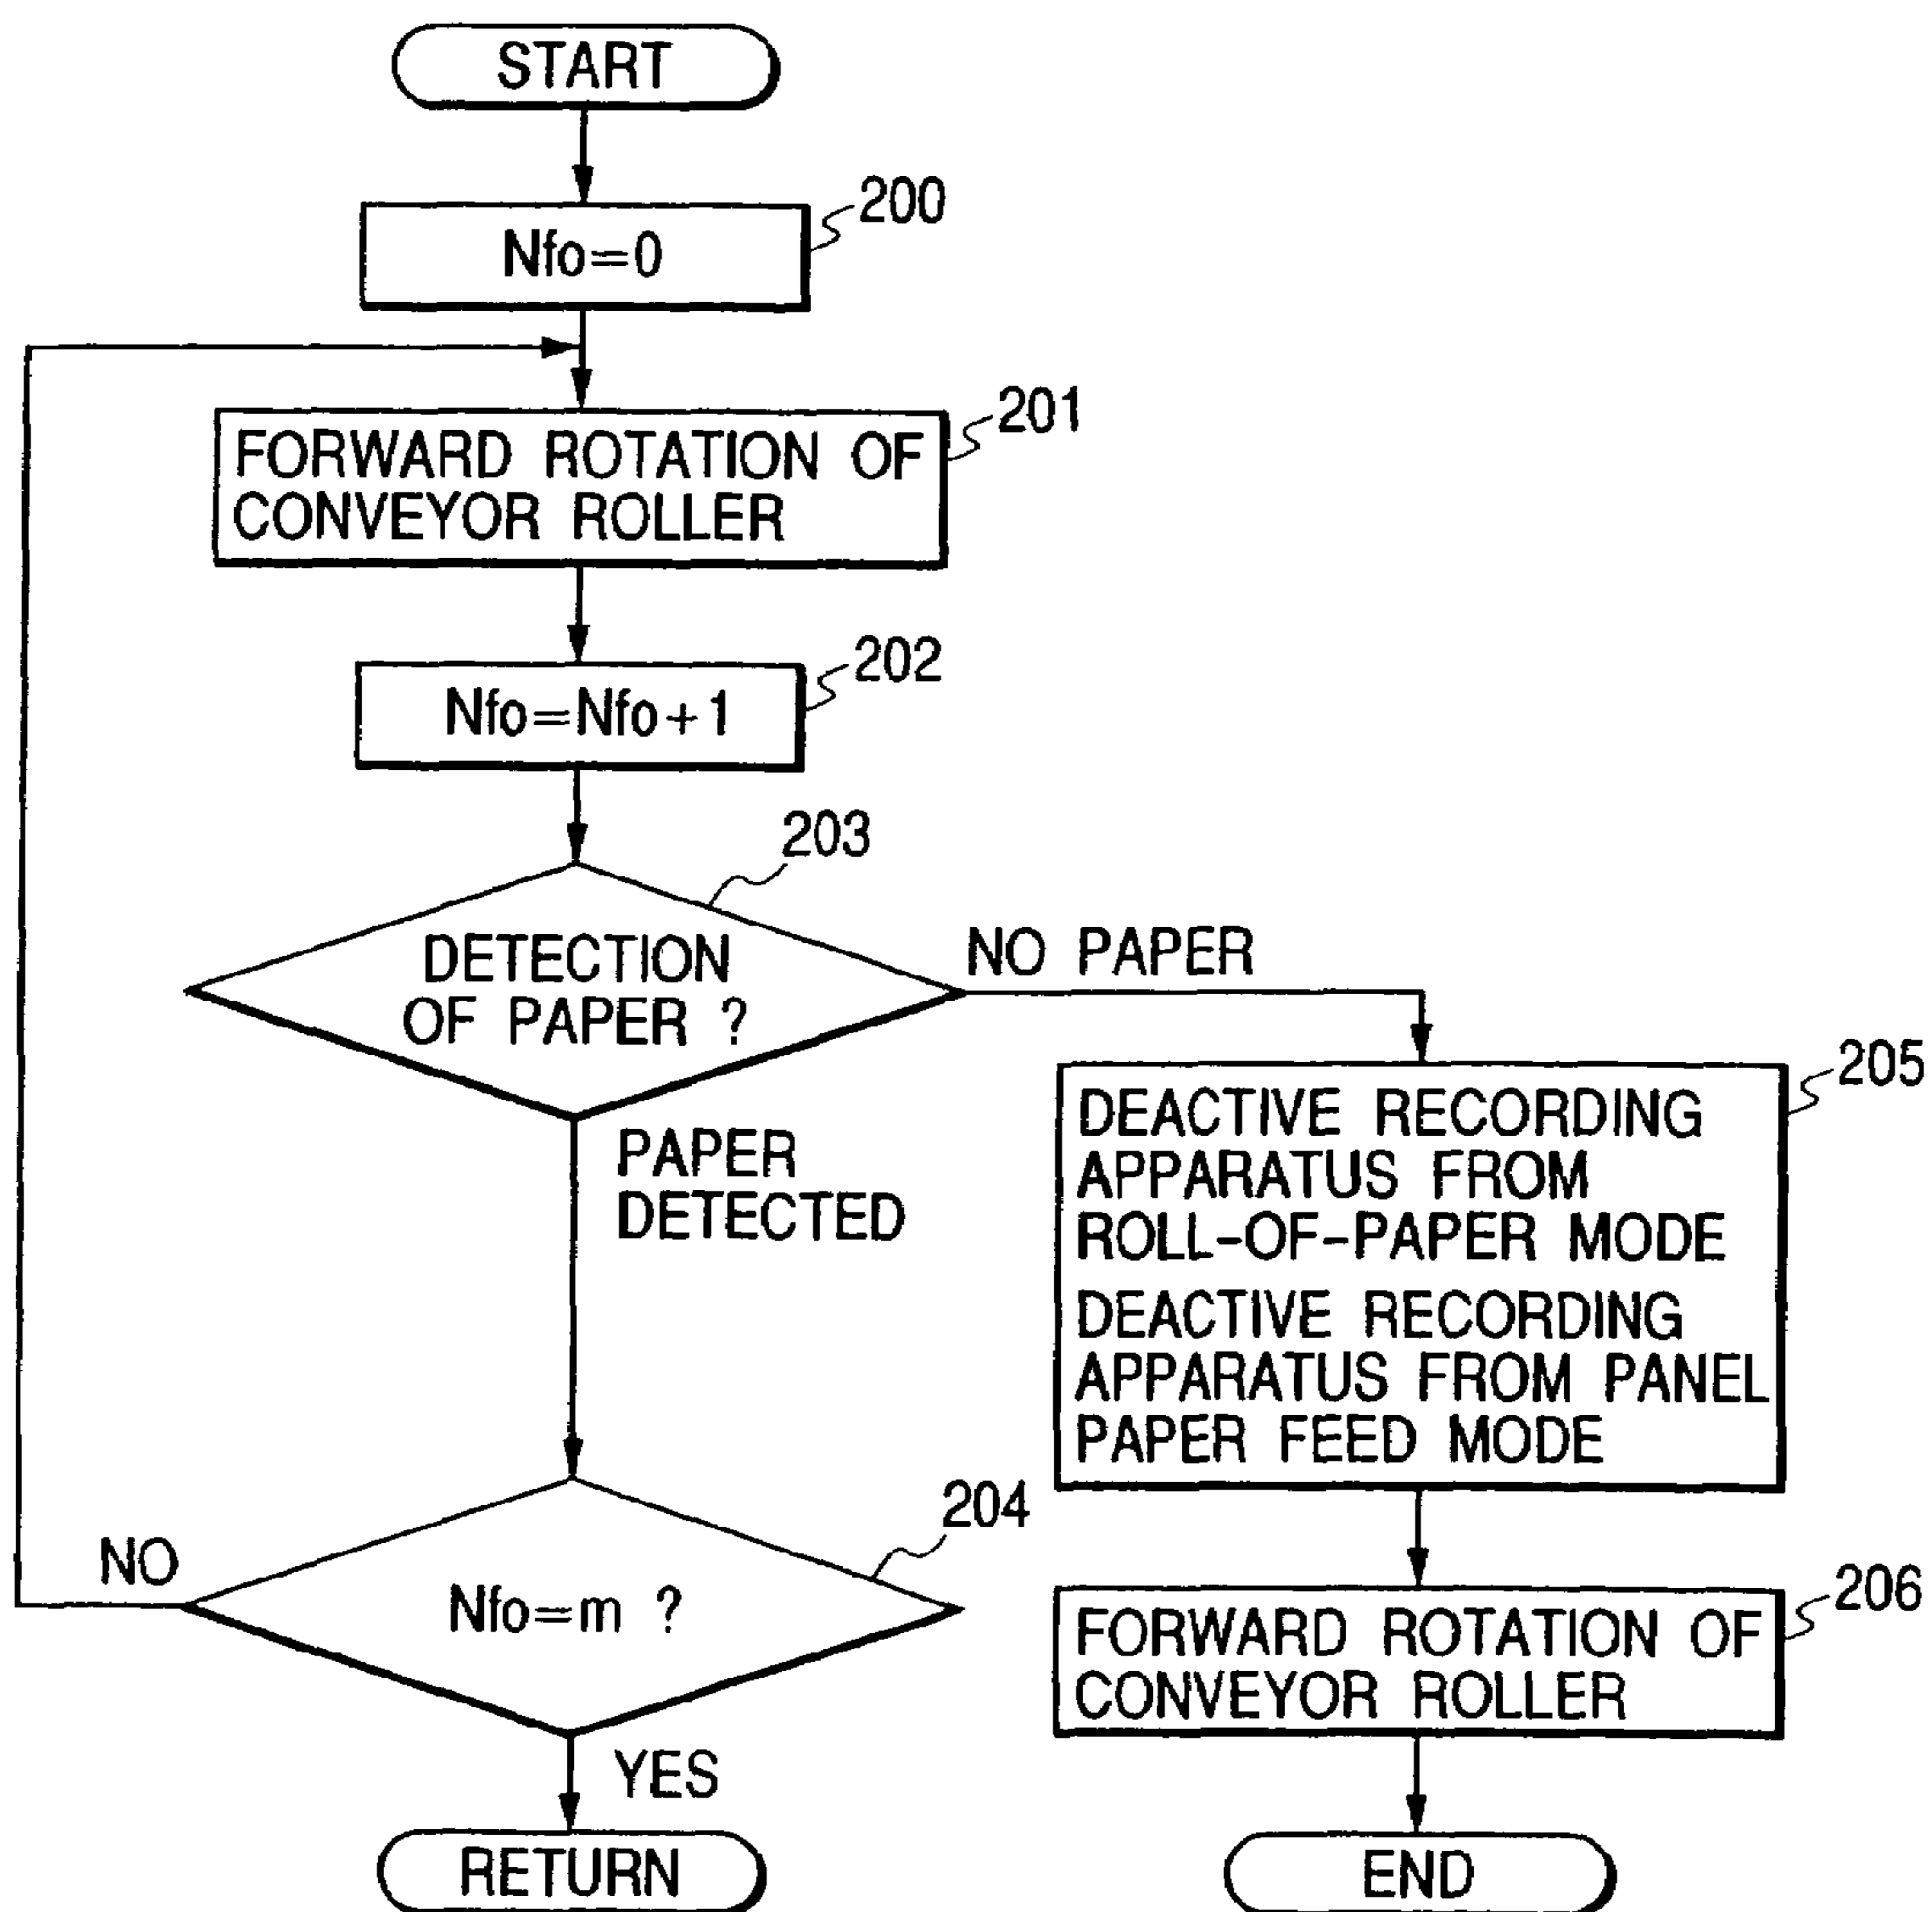 START
200
Nfo=0
201
FORWARD ROTATION OF
CONVEYOR ROLLER
202
Nfo=Nfo+1
203
DETECTION
OF PAPER ?
NO PAPER
PAPER
DETECTED
205
DEACTIVE RECORDING
APPARATUS FROM
ROLL-OF-PAPER MODE
DEACTIVE RECORDING
APPARATUS FROM PANEL
PAPER FEED MODE
204
NO
Nfo=m ?
206
FORWARD ROTATION OF
CONVEYOR ROLLER
YES
RETURN
END